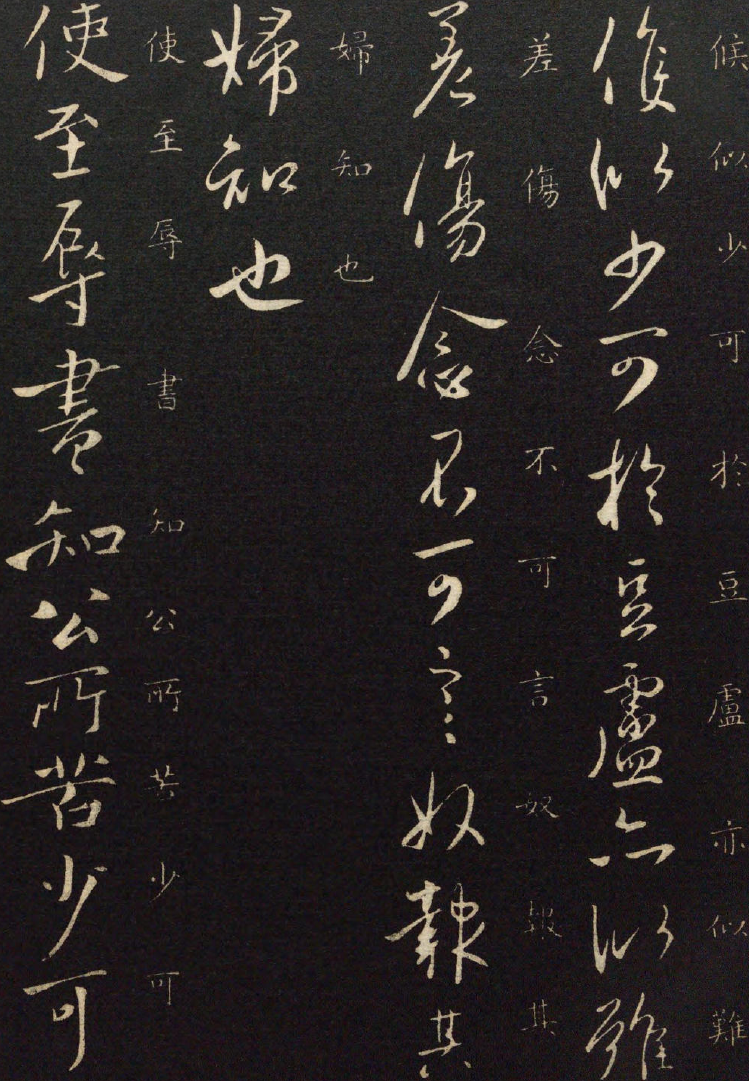 候似少可於豆盧亦似難
候似少可於豆盧亦似難
差傷念不可言奴報其
差傷念不可言〻奴報其
婦知也
婦知也
使至辱書知公所苦少可
使至辱書知公所苦少可